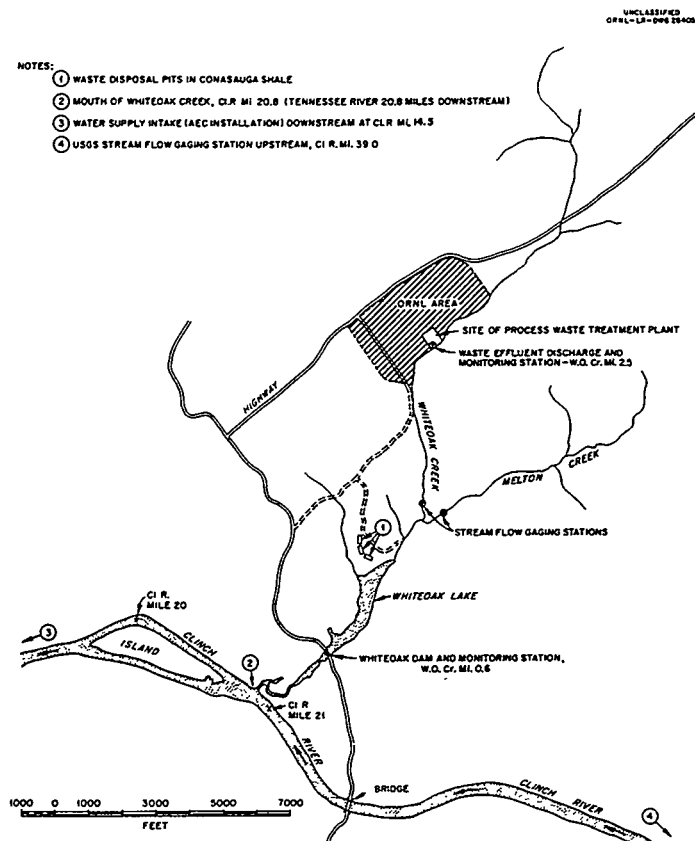 UNCLASSIFIED
ORNL-LR-DWG 28405
NOTES:
1 WASTE DISPOSAL PITS IN CONASAUGA SHALE
2 MOUTH OF WHITEOAK CREEK, CL.R MI 20.8 (TENNESSEE RIVER 20.8 MILES DOWNSTREAM)
3 WATER SUPPLY INTAKE (AEC INSTALLATION) DOWNSTREAM AT CLR MI. 14.5
4 USGS STREAM FLOW GAGING STATION UPSTREAM, Cl R. MI. 39 0
ORNL AREA
SITE OF PROCESS WASTE TREATMENT PLANT
WASTE EFFLUENT DISCHARGE AND
MONITORING STATION – W.O. Cr. MI. 2.5
HIGHWAY
WHITEOAK CREEK
MELTON CREEK
STREAM FLOW GAGING STATIONS
1
WHITEOAK LAKE
Cl R.
MILE 20
3
ISLAND
CLINCH
2
WHITEOAK DAM AND MONITORING STATION,
W.O. Cr. MI. 0.6
Cl R
MILE 21
RIVER
BRIDGE
CLINCH
RIVER
4
1000 0 1000 3000 5000 7000
FEET